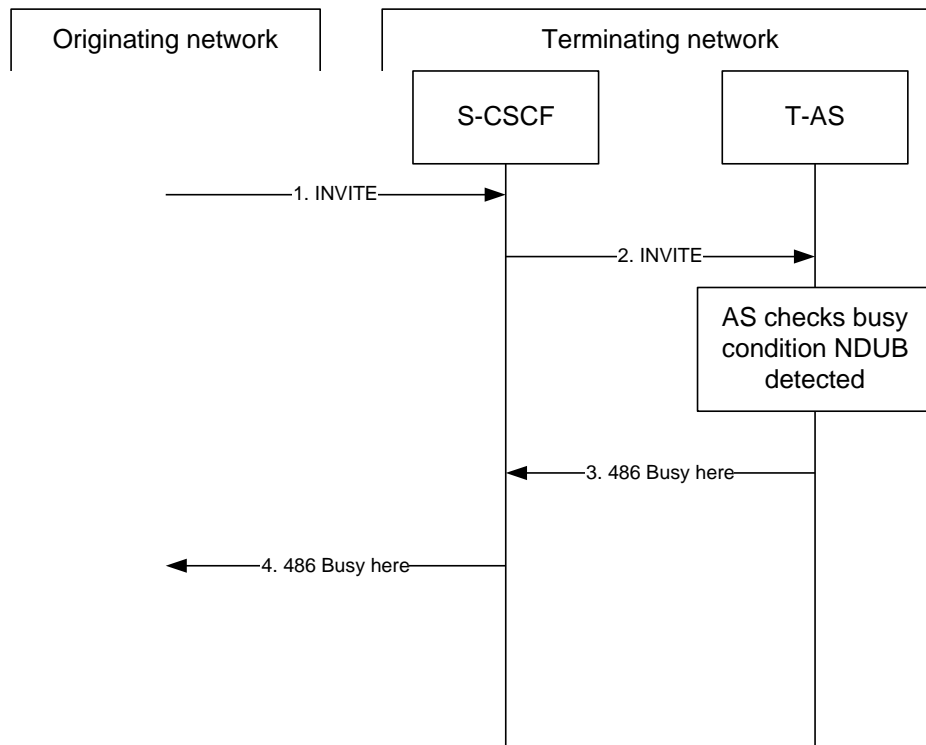 Originating network
Terminating network
S-CSCF
T-AS
1. INVITE
2. INVITE
AS checks busy
condition NDUB
detected
3. 486 Busy here
4. 486 Busy here